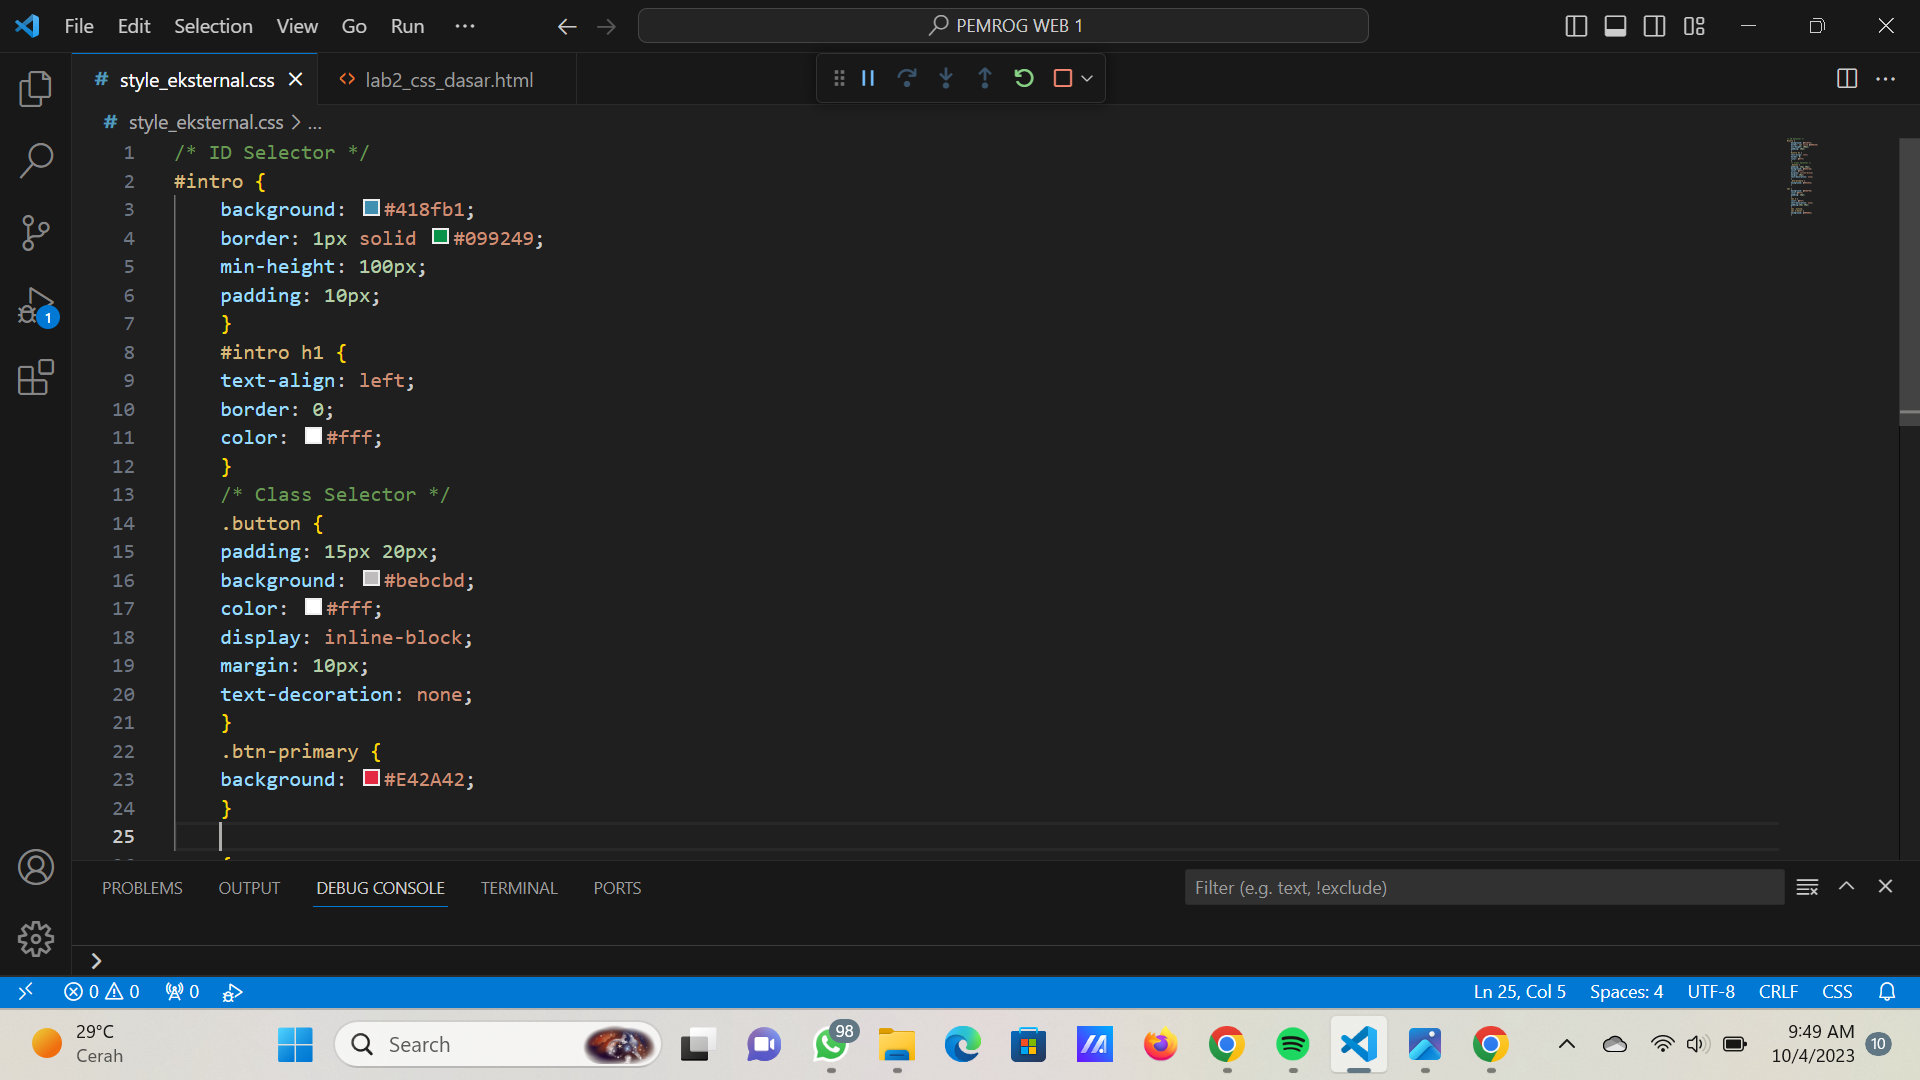 File Edit Selection View Go Run ··· PEMROG WEB 1
# style_eksternal.css <> lab2_css_dasar.html
# style_eksternal.css > ...
1 /* ID Selector */
2 #intro {
3 background: #418fb1;
4 border: 1px solid #099249;
5 min-height: 100px;
6 padding: 10px;
7 }
8 #intro h1 {
9 text-align: left;
10 border: 0;
11 color: #fff;
12 }
13 /* Class Selector */
14 .button {
15 padding: 15px 20px;
16 background: #bebcbd;
17 color: #fff;
18 display: inline-block;
19 margin: 10px;
20 text-decoration: none;
21 }
22 .btn-primary {
23 background: #E42A42;
24 }
25
1
PROBLEMS OUTPUT DEBUG CONSOLE TERMINAL PORTS Filter (e.g. text, !exclude)
0 0 0 Ln 25, Col 5 Spaces: 4 UTF-8 CRLF CSS
29°C
Cerah
Search
98
9:49 AM
10/4/2023
10